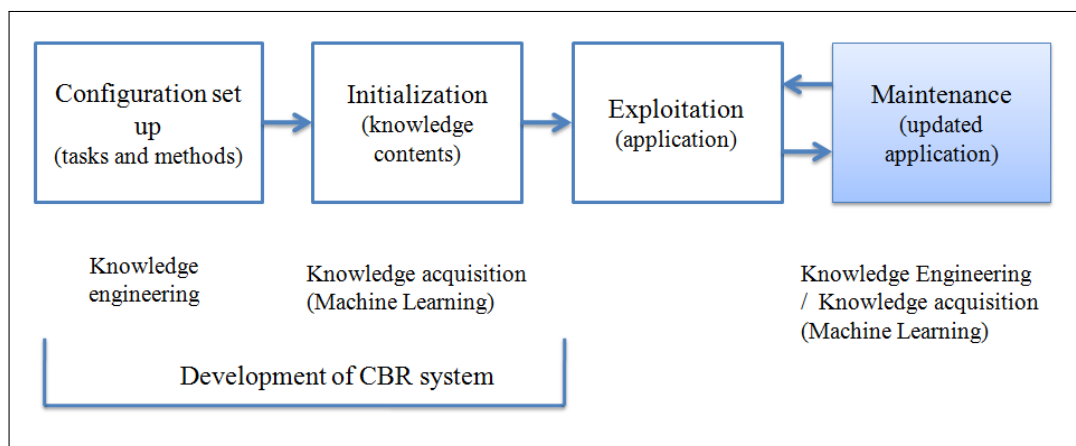 Configuration set
up
(tasks and methods)
Initialization
(knowledge
contents)
Exploitation
(application)
Maintenance
(updated
application)
Knowledge
engineering
Knowledge acquisition
(Machine Learning)
Knowledge Engineering
/ Knowledge acquisition
(Machine Learning)
Development of CBR system